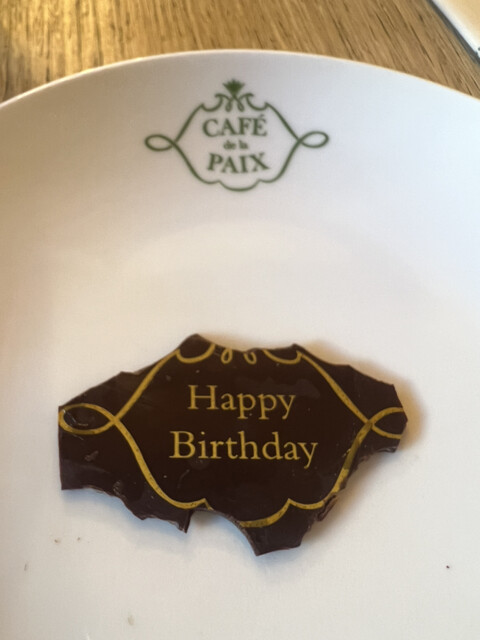 CAFÉ
de la
PAIX
Happy
Birthday